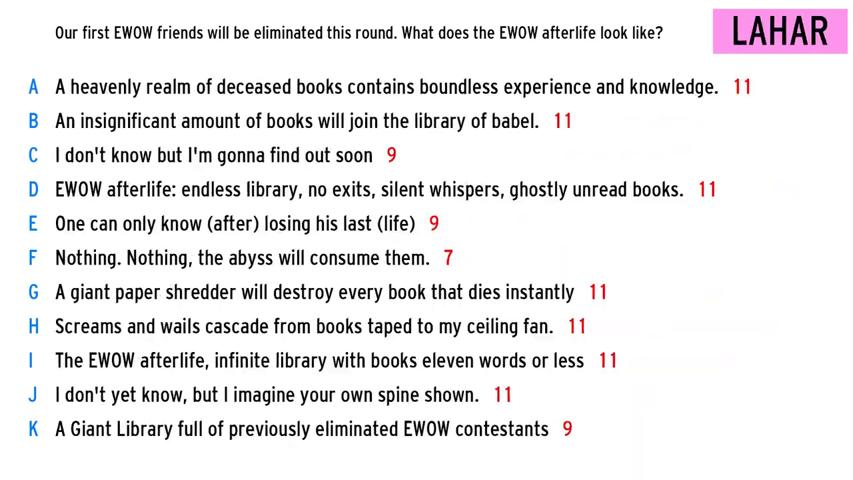 Our first EWOW friends will be eliminated this round. What does the EWOW afterlife look like?
LAHAR
A A heavenly realm of deceased books contains boundless experience and knowledge. 11
B An insignificant amount of books will join the library of babel. 11
C I don't know but I'm gonna find out soon 9
D EWOW afterlife: endless library, no exits, silent whispers, ghostly unread books. 11
E One can only know (after) losing his last (life) 9
F Nothing. Nothing, the abyss will consume them. 7
G A giant paper shredder will destroy every book that dies instantly 11
H Screams and wails cascade from books taped to my ceiling fan. 11
I The EWOW afterlife, infinite library with books eleven words or less 11
J I don't yet know, but I imagine your own spine shown. 11
K A Giant Library full of previously eliminated EWOW contestants 9